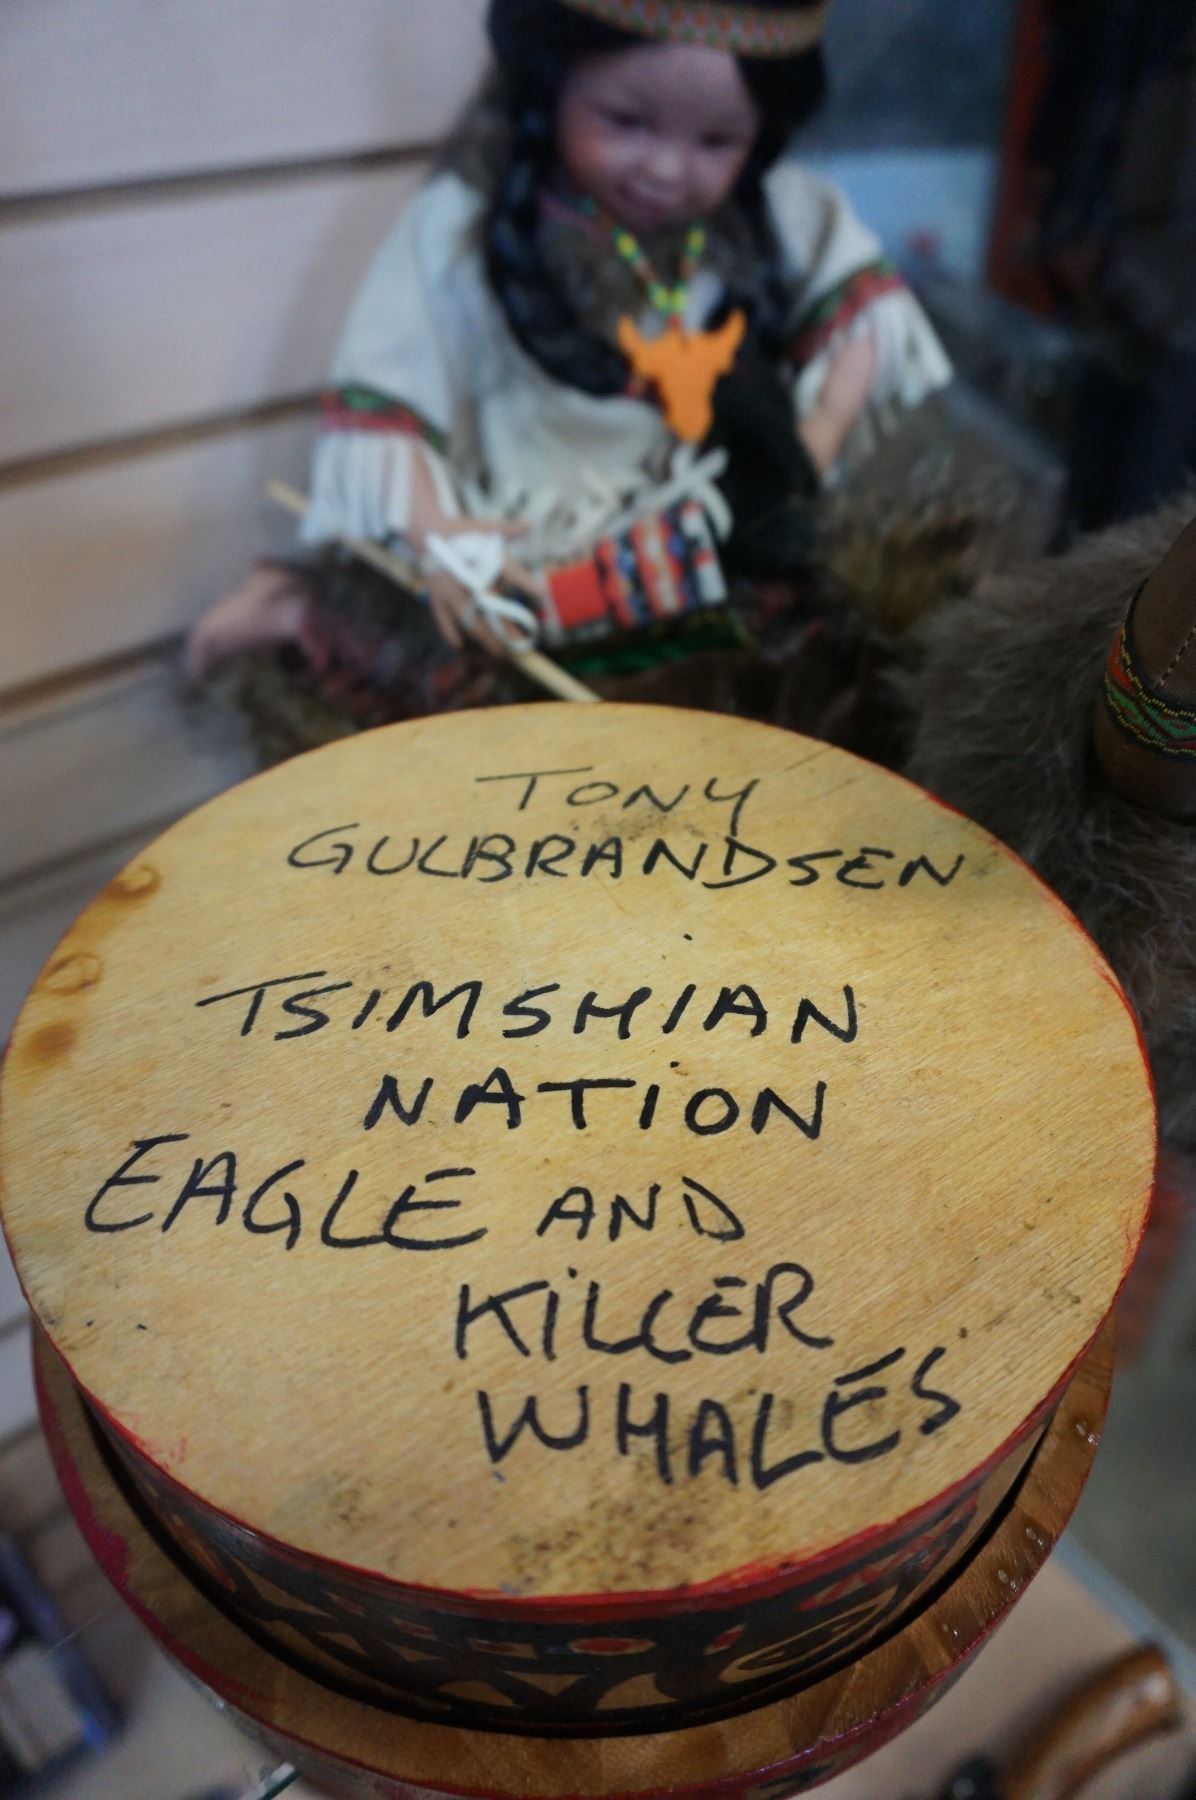 TONY
GULBRANDSEN
TSIMSHIAN
NATION
EAGLE AND
KILLER
WHALES